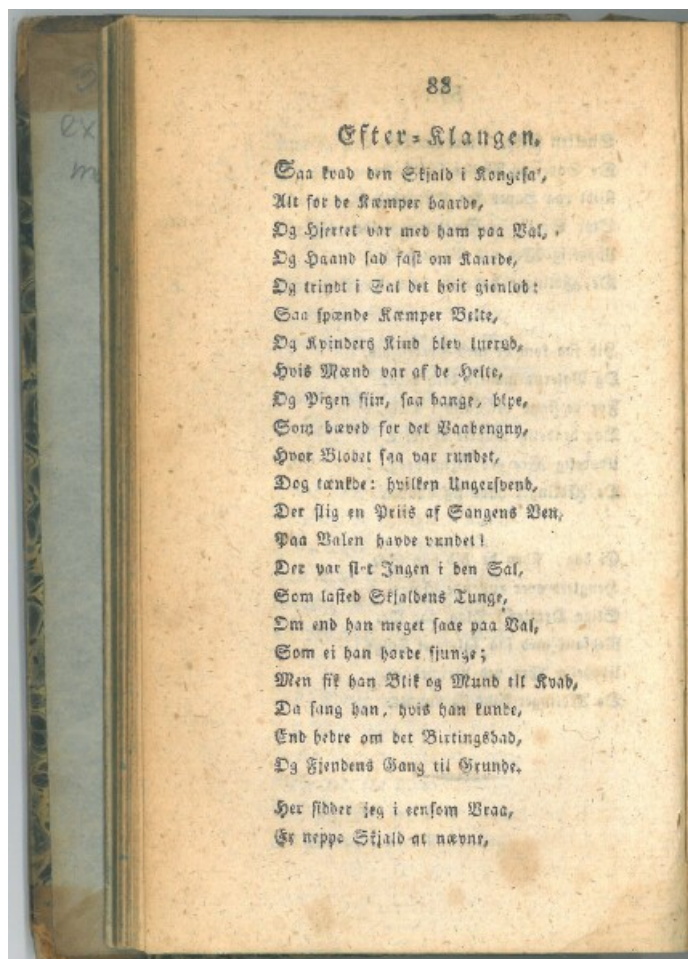 88
Efter-Klangen.
Saa kvad den Skjald i Kongesa',
Alt for de Kæmper haarde,
Og Hjertet var med ham paa Val,
Og Haand sad fast om Kaarde,
Og trindt i Sal det høit gienlød:
Saa spænde Kæmper Belte,
Og Kvinders Kind blev luerød,
Hvis Mænd var af de Helte,
Og Pigen fiin, saa bange, blye,
Som bæved for det Vaabengny,
Hvor Blodet saa var rundet,
Dog tænkde: hvilken Ungersvend,
Der slig en Priis af Sangens Ven,
Paa Valen havde vundet!
Der var slet Ingen i den Sal,
Som lasted Skjaldens Tunge,
Om end han meget saae paa Val,
Som ei han hørde sjunge;
Men fik han Blik og Mund til Kvad,
Da sang han, hvis han kunde,
End bedre om det Birtingsbad,
Og Fjendens Gang til Grunde.
Her sidder jeg i eensom Vraa,
Er neppe Skjald at nævne,